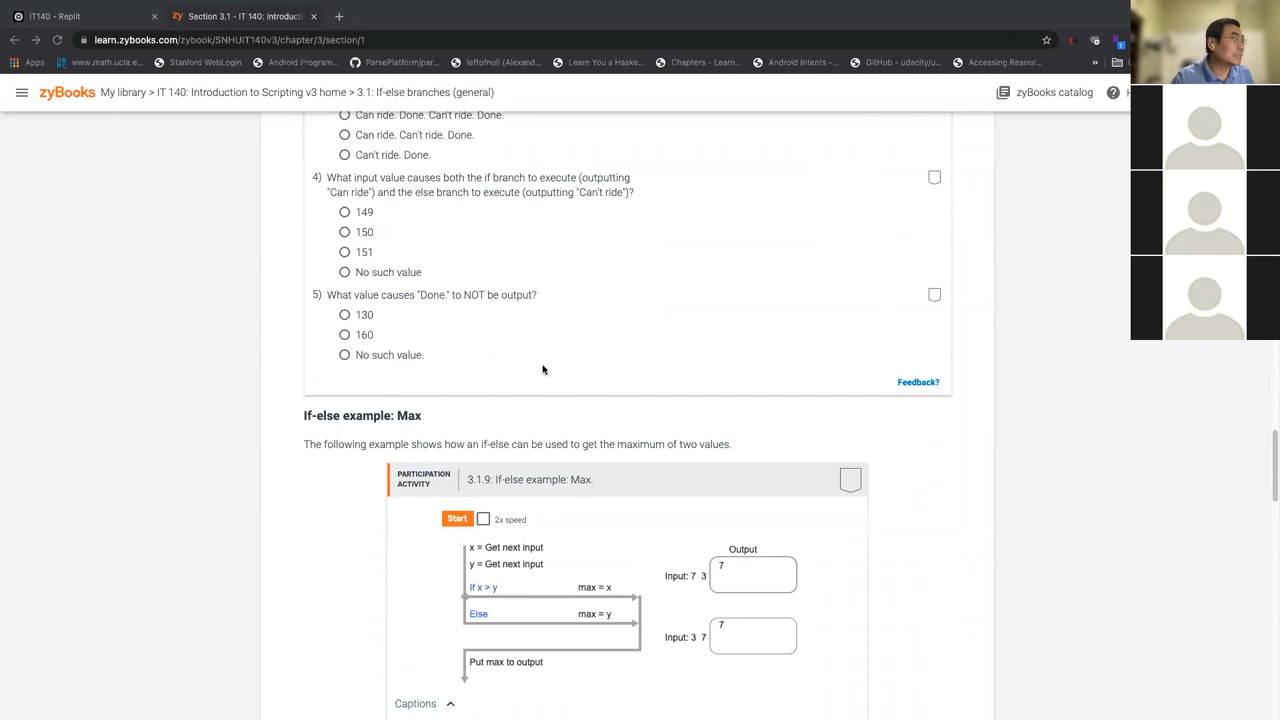 IT140 - Replit
Section 3.1 - IT 140: Introduct
learn.zybooks.com/zybook/SNHUIT140v3/chapter/3/section/1
Apps www.math.ucla.e... Stanford WebLogin Android Program... ParsePlatform/par... leftofnull (Alexand... Learn You a Haske... Chapters - Learn... Android Intents -... GitHub - udacity/u... Accessing Resour...
zyBooks My library > IT 140: Introduction to Scripting v3 home > 3.1: If-else branches (general) zyBooks catalog
Can ride. Done. Can't ride. Done.
Can ride. Can't ride. Done.
Can't ride. Done.
4) What input value causes both the if branch to execute (outputting
"Can ride") and the else branch to execute (outputting "Can't ride")?
149
150
151
No such value
5) What value causes "Done." to NOT be output?
130
160
No such value.
Feedback?
If-else example: Max
The following example shows how an if-else can be used to get the maximum of two values.
PARTICIPATION
ACTIVITY
3.1.9: If-else example: Max.
Start 2x speed
x = Get next input
y = Get next input
If x > y max = x
Else max = y
Put max to output
Output
Input: 7 3 7
Input: 3 7 7
Captions